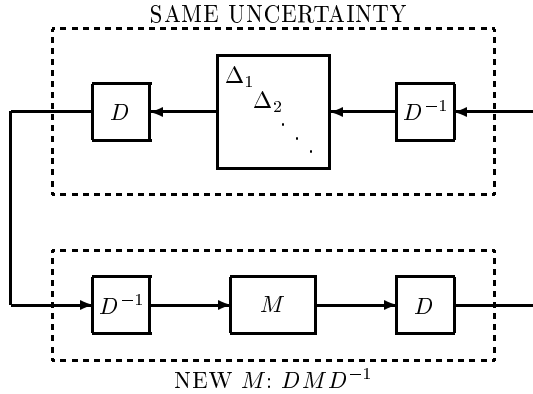 SAME UNCERTAINTY
Δ₁
Δ₂
⋱
D
D⁻¹
D⁻¹
M
D
NEW M: DMD⁻¹